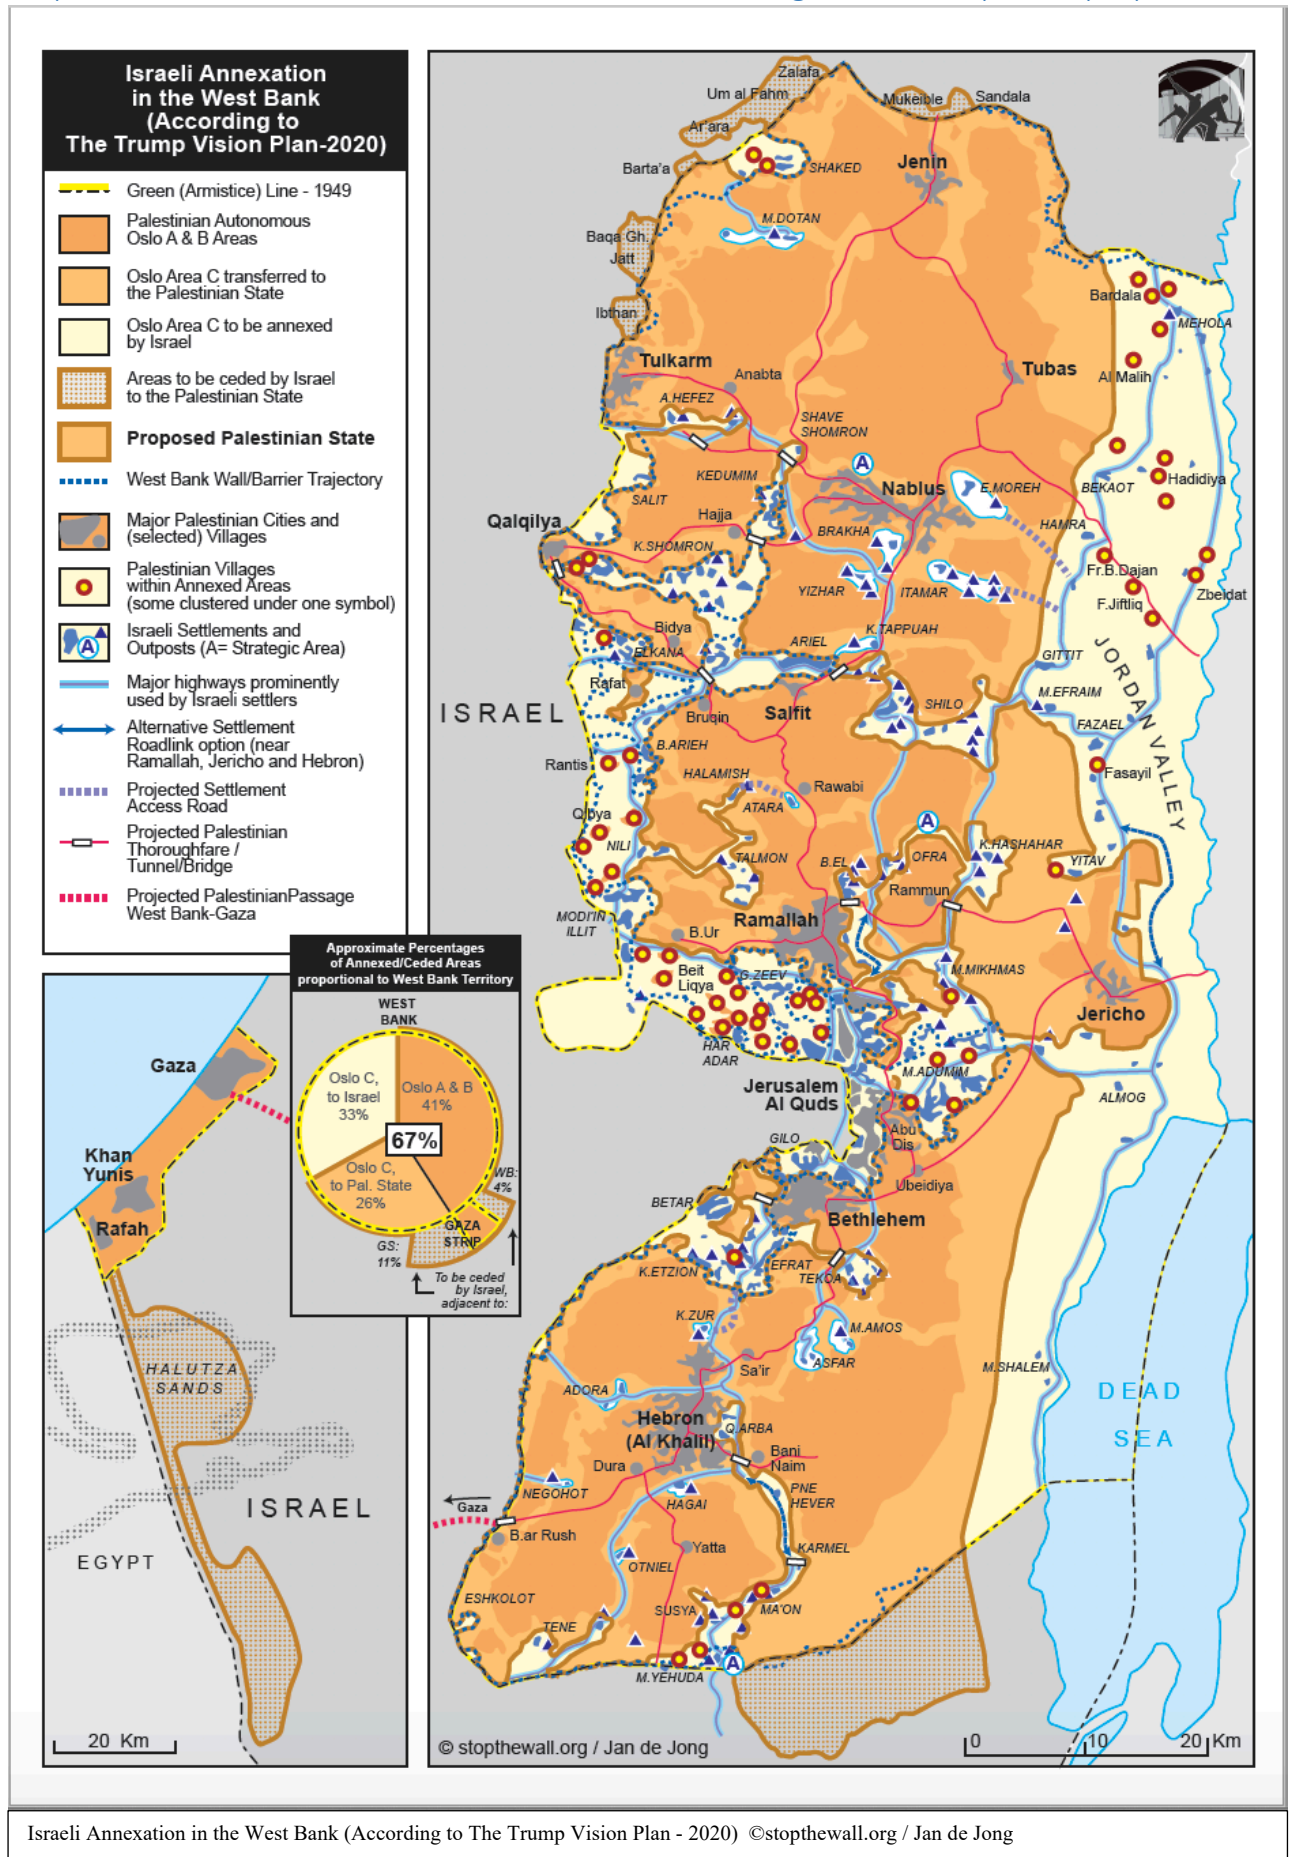 Israeli Annexation
in the West Bank
(According to
The Trump Vision Plan-2020)
Green (Armistice) Line - 1949
Palestinian Autonomous
Oslo A & B Areas
Oslo Area C transferred to
the Palestinian State
Oslo Area C to be annexed
by Israel
Areas to be ceded by Israel
to the Palestinian State
Proposed Palestinian State
West Bank Wall/Barrier Trajectory
Major Palestinian Cities and
(selected) Villages
Palestinian Villages
within Annexed Areas
(some clustered under one symbol)
A
Israeli Settlements and
Outposts (A= Strategic Area)
Major highways prominently
used by Israeli settlers
Alternative Settlement
Roadlink option (near
Ramallah, Jericho and Hebron)
Projected Settlement
Access Road
Projected Palestinian
Thoroughfare /
Tunnel/Bridge
Projected PalestinianPassage
West Bank-Gaza
Approximate Percentages
of Annexed/Ceded Areas
proportional to West Bank Territory
WEST
BANK
Oslo C,
to Israel
33%
Oslo A & B
41%
67%
Oslo C,
to Pal. State
26%
WB:
4%
GAZA
STRIP
GS:
11%
To be ceded
by Israel,
adjacent to:
Gaza
Khan
Yunis
Rafah
HALUTZA
SANDS
ISRAEL
EGYPT
20 Km
Zalafa
Um al Fahm
Mukeible
Sandala
Ar'ara
Barta'a
SHAKED
Jenin
M.DOTAN
Baqa Gh.
Jatt
Bardala
MEHOLA
Ibthan
Tulkarm
Anabta
Tubas
Al Malih
A.HEFEZ
SHAVE
SHOMRON
A
KEDUMIM
Nablus
E.MOREH
BEKAOT
Hadidiya
SALIT
Qalqilya
Hajja
BRAKHA
HAMRA
K.SHOMRON
Fr.B.Dajan
YIZHAR
ITAMAR
F.Jiftliq
Zbeidat
Bidya
ARIEL
K.TAPPUAH
ELKANA
GITTIT
Rafat
JORDAN VALLEY
ISRAEL
Bruqin
Salfit
SHILO
M.EFRAIM
FAZAEL
B.ARIEH
Rantis
HALAMISH
Rawabi
Fasayil
ATARA
Qibya
A
NILI
TALMON
B.EL
OFRA
K.HASHAHAR
YITAV
Rammun
MODI'IN
ILLIT
Ramallah
B.Ur
Beit
Liqya
G.ZEEV
M.MIKHMAS
Jericho
HAR
ADAR
M.ADUMIM
Jerusalem
Al Quds
ALMOG
Abu
Dis
GILO
Ubeidiya
BETAR
Bethlehem
K.ETZION
EFRAT
TEKOA
K.ZUR
M.AMOS
ASFAR
Sa'ir
M.SHALEM
ADORA
DEAD
SEA
Hebron
(Al Khalil)
Q.ARBA
Bani
Naim
Dura
NEGOHOT
HAGAI
PNE
HEVER
Gaza
B.ar Rush
Yatta
KARMEL
OTNIEL
ESHKOLOT
SUSYA
MA'ON
TENE
A
M.YEHUDA
© stopthewall.org / Jan de Jong
0 10 20 Km
Israeli Annexation in the West Bank (According to The Trump Vision Plan - 2020) ©stopthewall.org / Jan de Jong